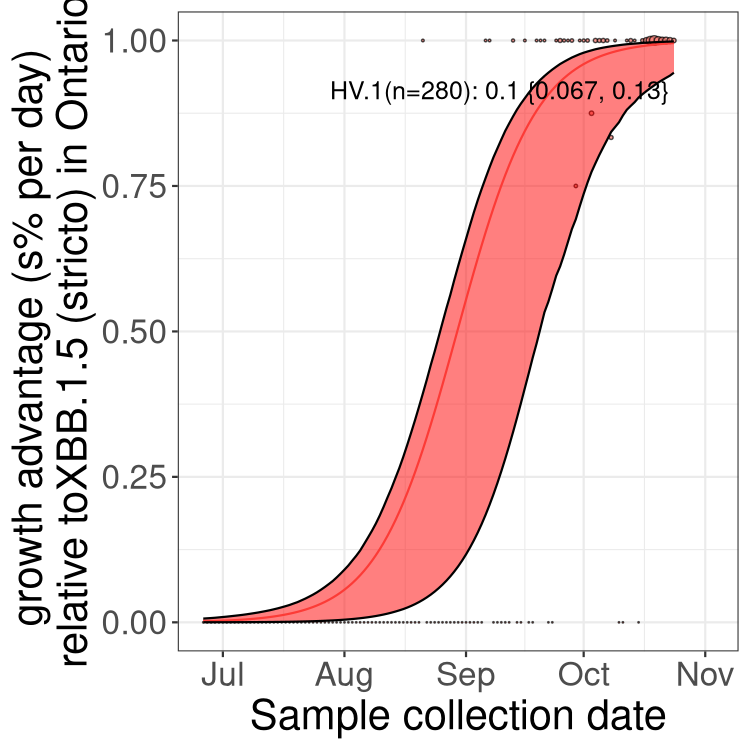 growth advantage (s% per day)
relative toXBB.1.5 (stricto) in Ontario
1.00
0.75
0.50
0.25
0.00
HV.1(n=280): 0.1 {0.067, 0.13}
Jul Aug Sep Oct Nov
Sample collection date